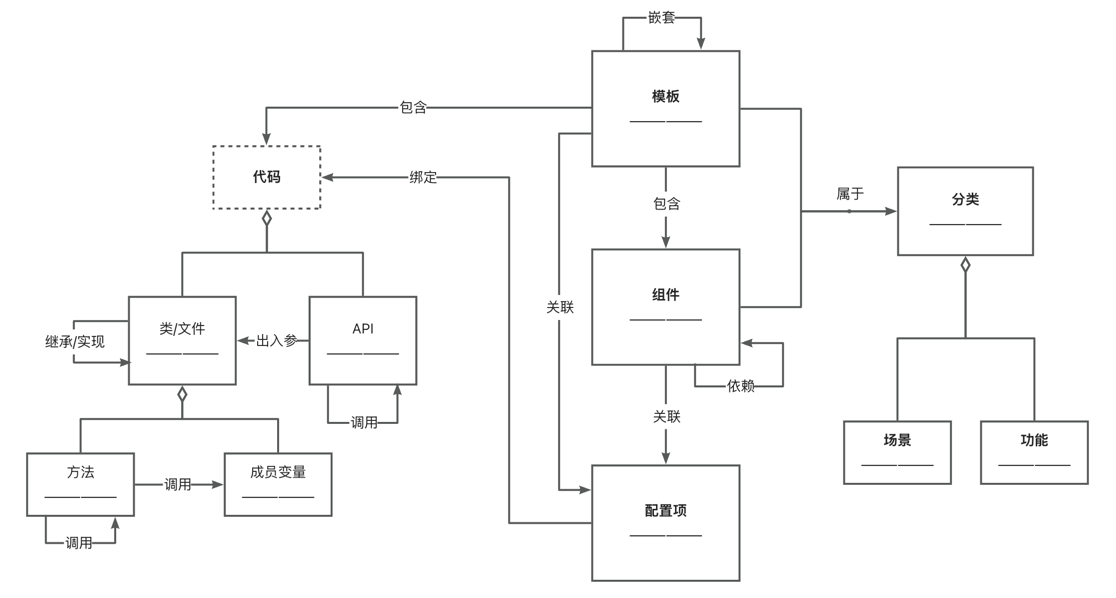 嵌套
模板
包含
代码
绑定
包含
属于
分类
组件
关联
类/文件
API
继承/实现
出入参
依赖
调用
关联
场景
功能
方法
成员变量
调用
配置项
调用